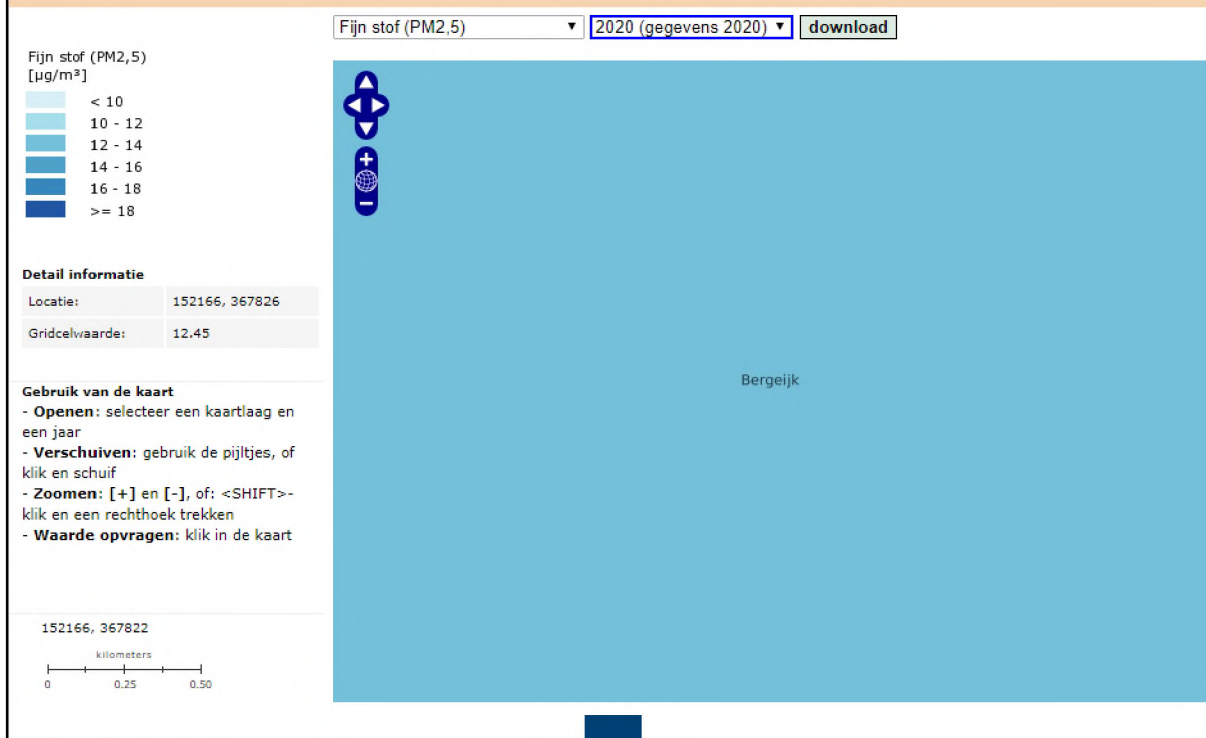 Fijn stof (PM2,5)
2020 (gegevens 2020)
download
Fijn stof (PM2,5)
[µg/m³]
< 10
10 - 12
12 - 14
14 - 16
16 - 18
>= 18
Detail informatie
Locatie: 152166, 367826
Gridcelwaarde: 12.45
Gebruik van de kaart
- Openen: selecteer een kaartlaag en
een jaar
- Verschuiven: gebruik de pijltjes, of
klik en schuif
- Zoomen: [+] en [-], of: <SHIFT>-
klik en een rechthoek trekken
- Waarde opvragen: klik in de kaart
152166, 367822
kilometers
0 0.25 0.50
Bergeijk